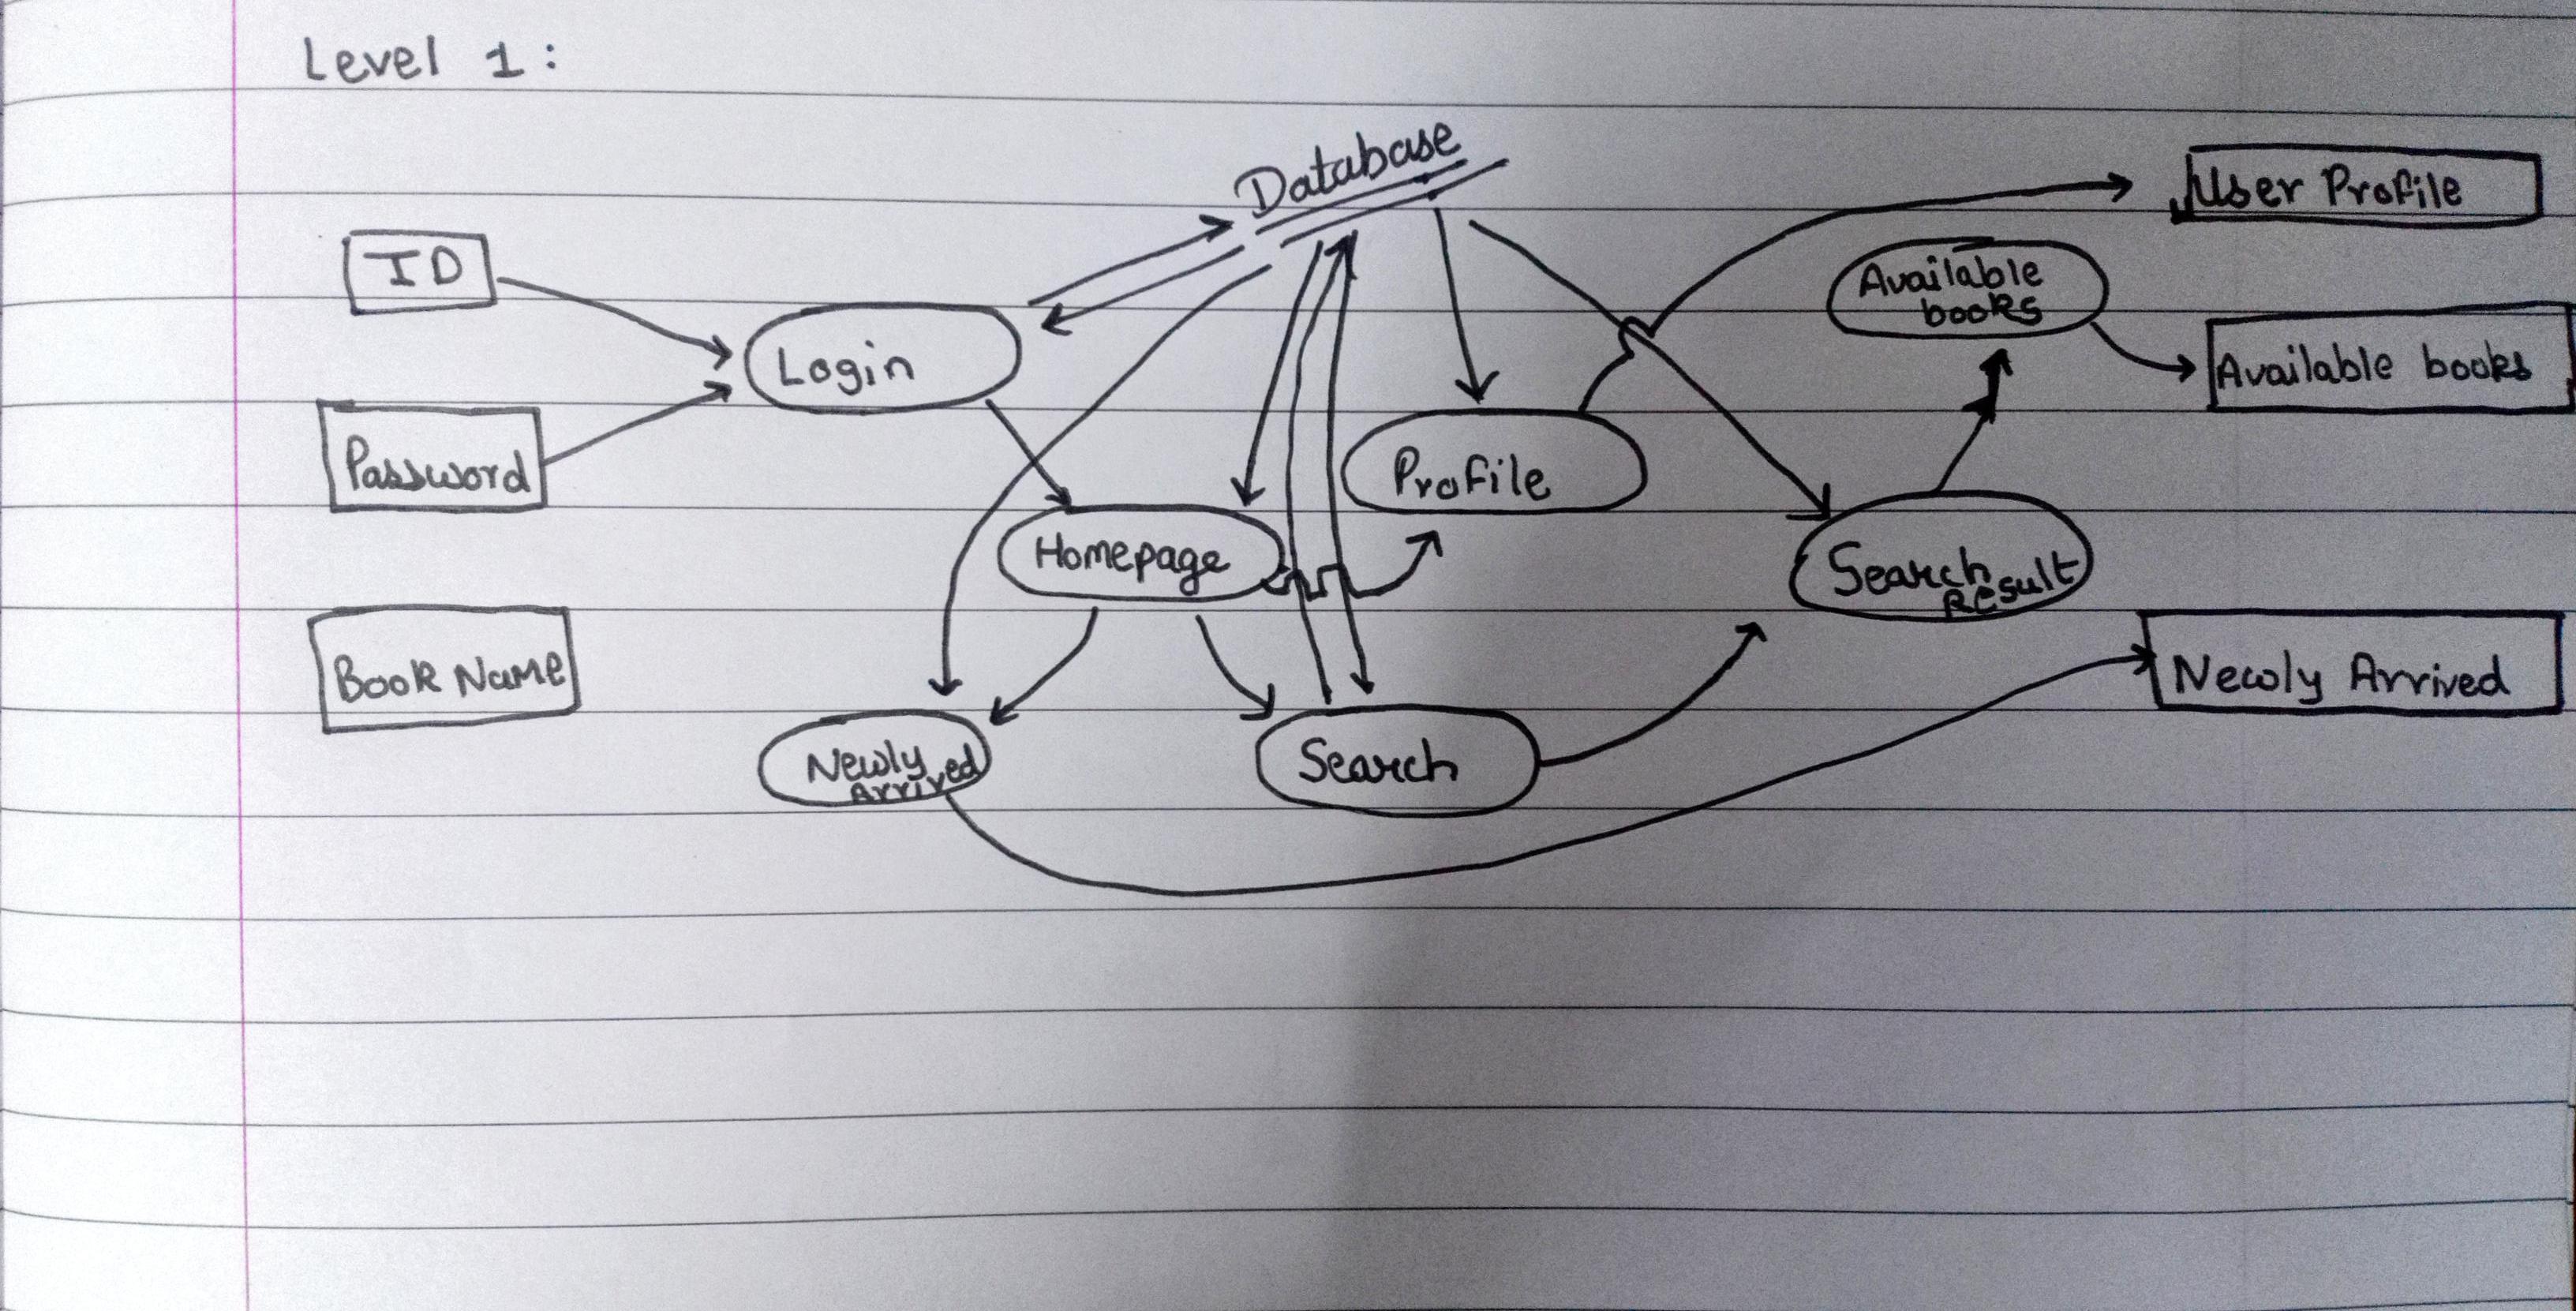 Level 1:
Database
User Profile
ID
Available
books
Login
Available books
Password
Profile
Homepage
Search
Result
Book Name
Newly Arrived
Newly
Arrived
Search